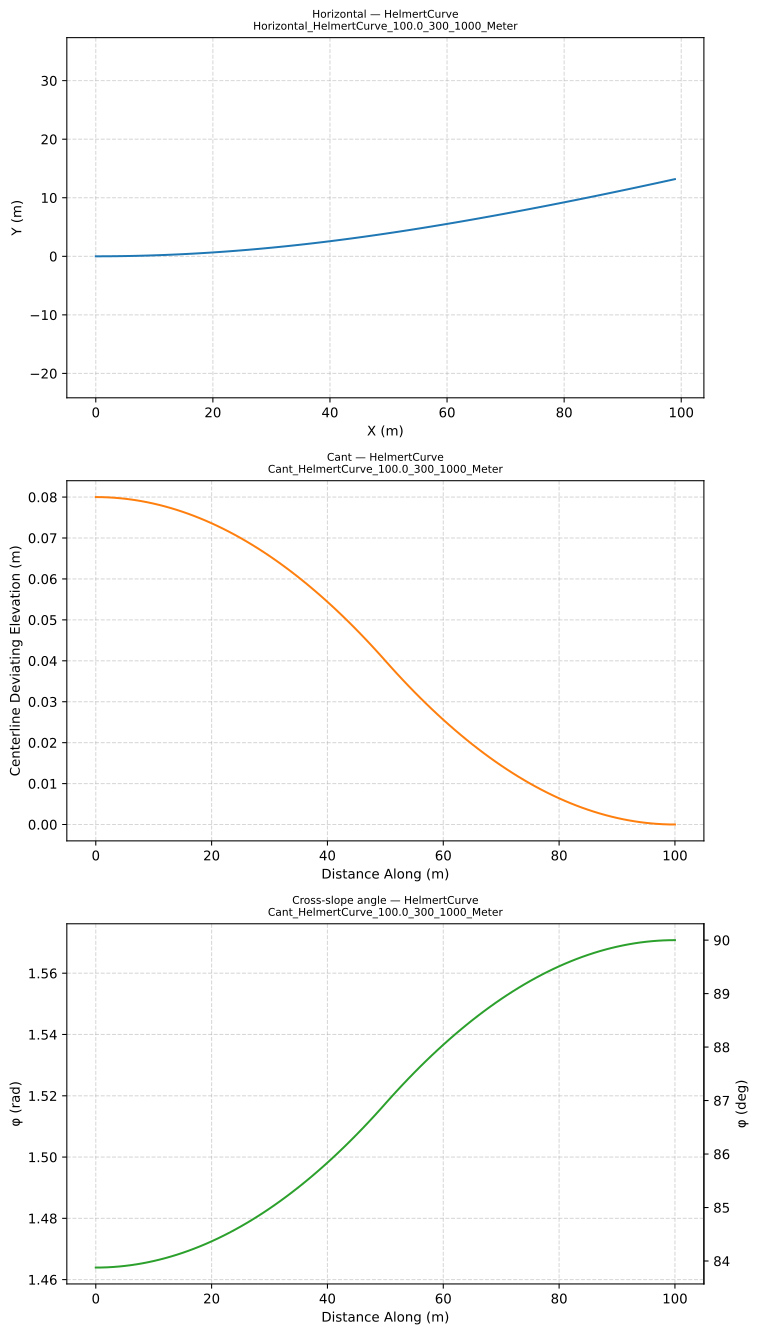 Horizontal — HelmertCurve
Horizontal_HelmertCurve_100.0_300_1000_Meter
30
20
10
0
−10
−20
Y (m)
0 20 40 60 80 100
X (m)
Cant — HelmertCurve
Cant_HelmertCurve_100.0_300_1000_Meter
0.08
0.07
0.06
0.05
0.04
0.03
0.02
0.01
0.00
Centerline Deviating Elevation (m)
0 20 40 60 80 100
Distance Along (m)
Cross-slope angle — HelmertCurve
Cant_HelmertCurve_100.0_300_1000_Meter
1.56
1.54
1.52
1.50
1.48
1.46
φ (rad)
90
89
88
87
86
85
84
φ (deg)
0 20 40 60 80 100
Distance Along (m)